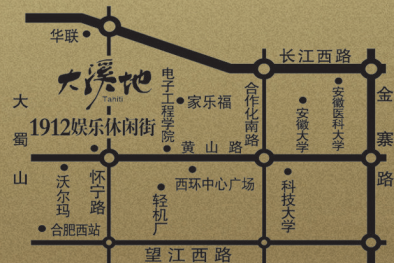 华联
长江西路
大溪地
Tahiti
电子工程学院
家乐福
合作化南路
安徽大学
安徽医科大学
金寨路
大蜀山
1912娱乐休闲街
黄山路
沃尔玛
怀宁路
西环中心广场
轻机厂
科技大学
合肥西站
望江西路